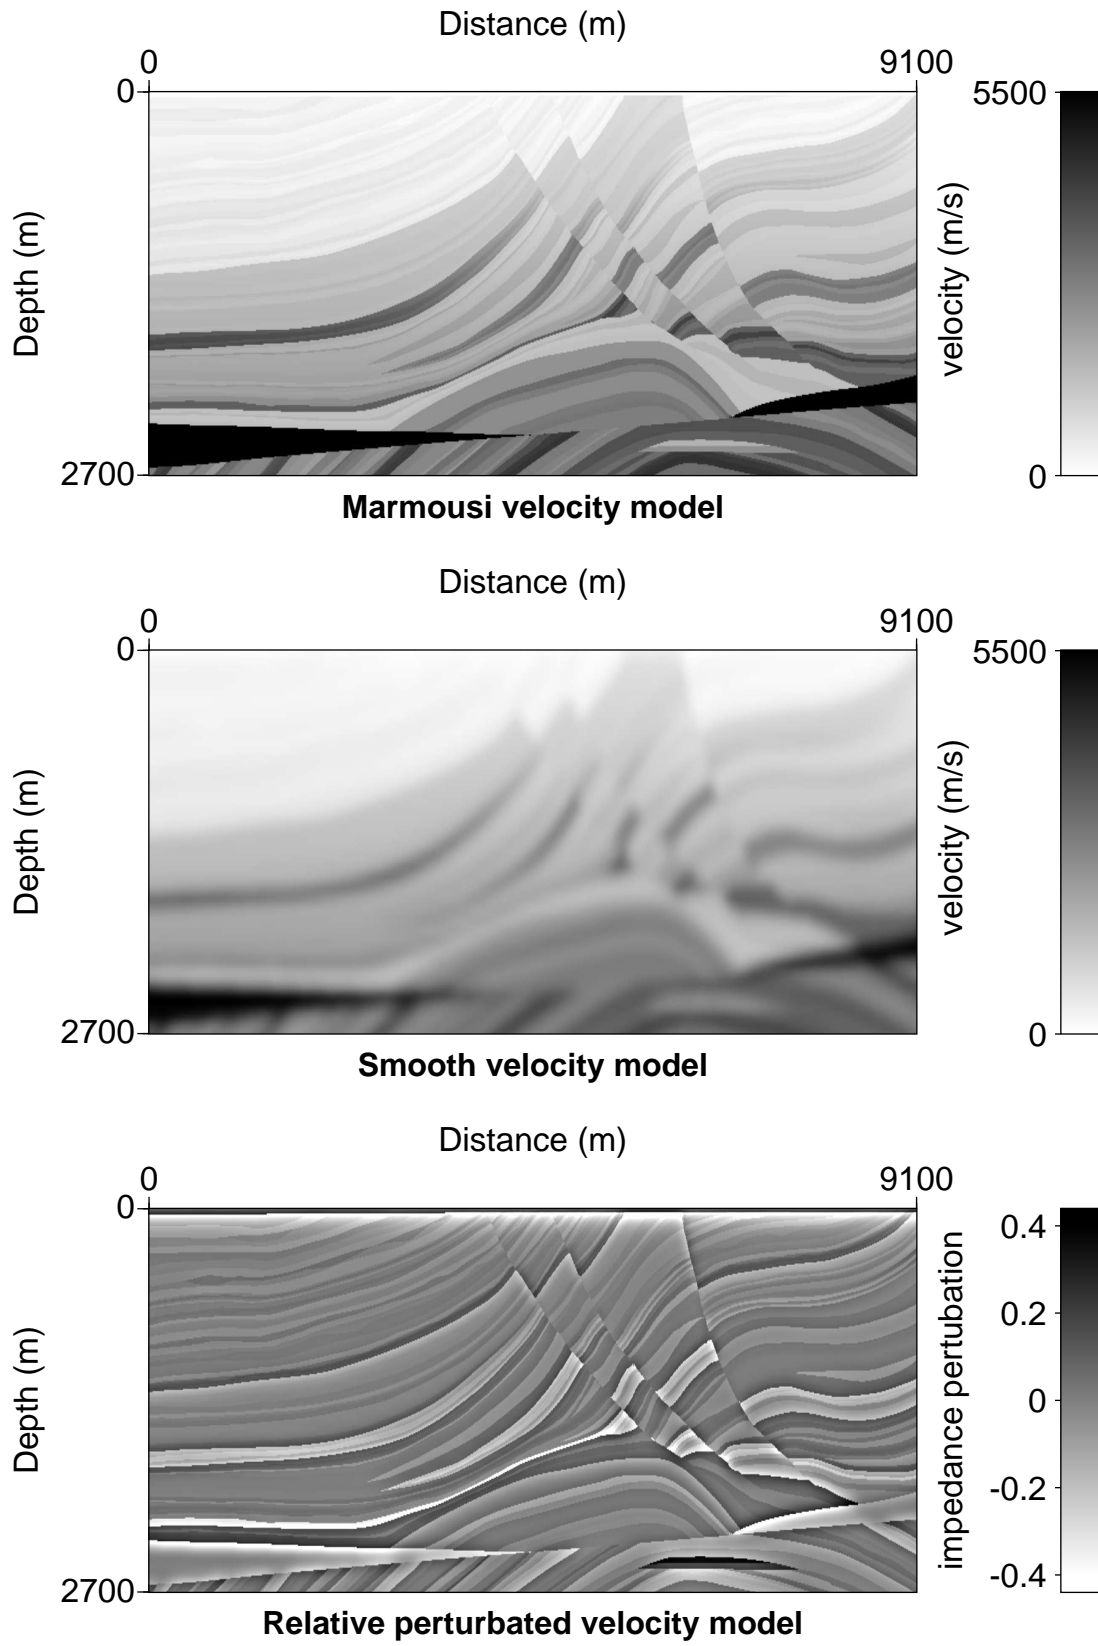 Distance (m)
0 9100
0 5500
Depth (m)
velocity (m/s)
2700 0
Marmousi velocity model
Distance (m)
0 9100
0 5500
Depth (m)
velocity (m/s)
2700 0
Smooth velocity model
Distance (m)
0 9100
0
Depth (m)
impedance pertubation
0.4
0.2
0
-0.2
-0.4
2700
Relative perturbated velocity model